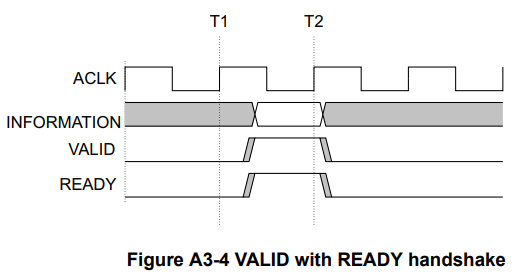 T1 T2
ACLK
INFORMATION
VALID
READY
Figure A3-4 VALID with READY handshake